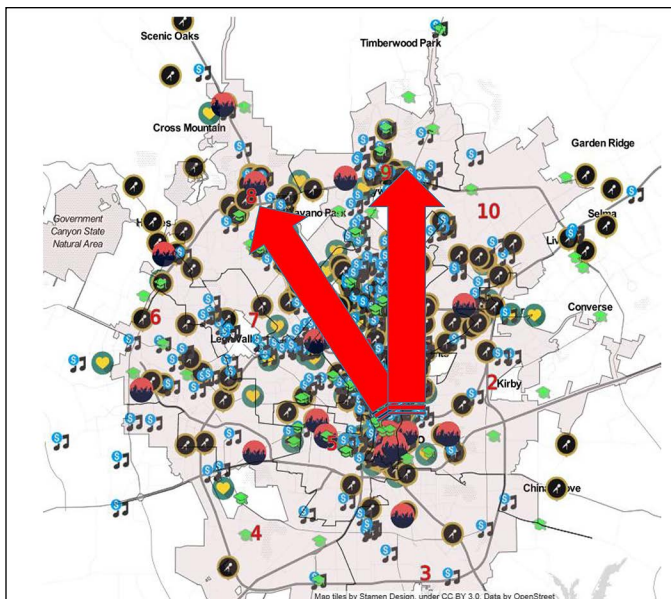 Scenic Oaks
Timberwood Park
Cross Mountain
Garden Ridge
9
8
10
Selma
Government
Canyon State
Natural Area
Converse
6
7
2
Kirby
5
4
3
Map tiles by Stamen Design, under CC BY 3.0. Data by OpenStreet